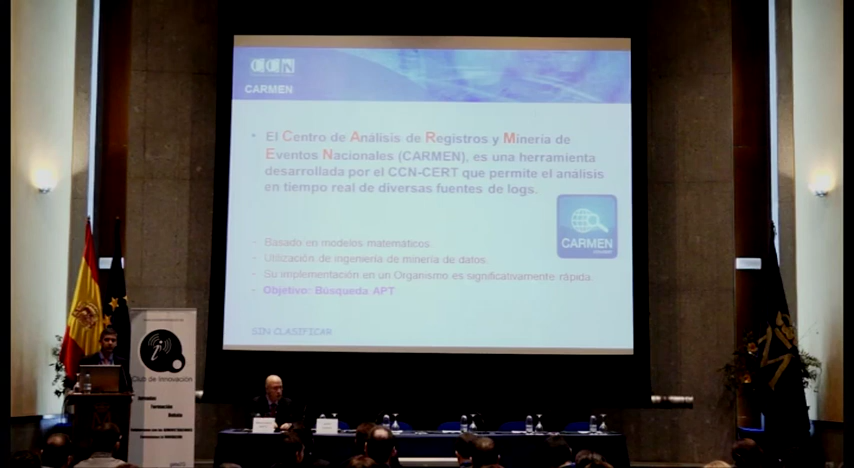 CCN
CARMEN
• El Centro de Análisis de Registros y Minería de
Eventos Nacionales (CARMEN), es una herramienta
desarrollada por el CCN-CERT que permite el análisis
en tiempo real de diversas fuentes de logs.
CARMEN
- Basado en modelos matemáticos.
- Utilización de ingeniería de minería de datos.
- Su implementación en un Organismo es significativamente rápida.
- Objetivo: Búsqueda APT
SIN CLASIFICAR
Club de Innovación
Jornadas
Formación